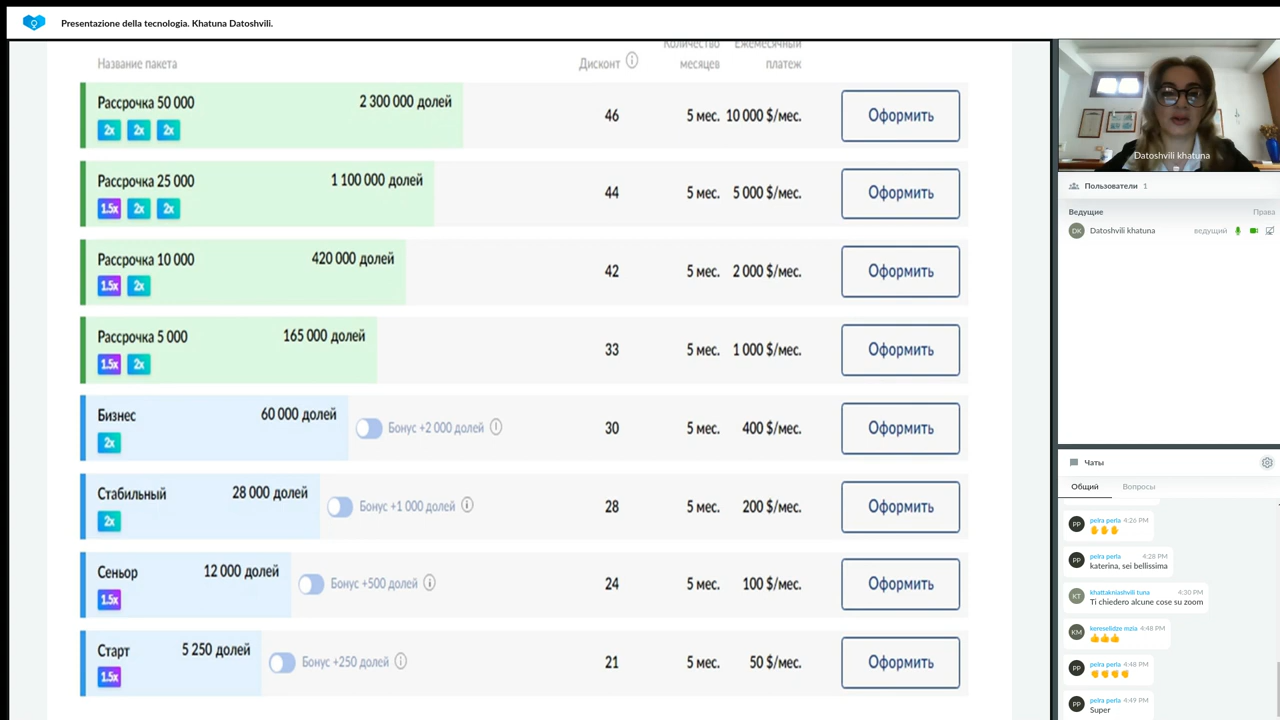 Presentazione della tecnologia. Khatuna Datoshvili.
Название пакета
Дисконт
Количество месяцев
Ежемесячный платеж
Рассрочка 50 000
2 300 000 долей
2x 2x 2x
46
5 мес.
10 000 $/мес.
Оформить
Рассрочка 25 000
1 100 000 долей
1.5x 2x 2x
44
5 мес.
5 000 $/мес.
Оформить
Рассрочка 10 000
420 000 долей
1.5x 2x
42
5 мес.
2 000 $/мес.
Оформить
Рассрочка 5 000
165 000 долей
1.5x 2x
33
5 мес.
1 000 $/мес.
Оформить
Бизнес
60 000 долей
2x
Бонус +2 000 долей
30
5 мес.
400 $/мес.
Оформить
Стабильный
28 000 долей
2x
Бонус +1 000 долей
28
5 мес.
200 $/мес.
Оформить
Сеньор
12 000 долей
1.5x
Бонус +500 долей
24
5 мес.
100 $/мес.
Оформить
Старт
5 250 долей
1.5x
Бонус +250 долей
21
5 мес.
50 $/мес.
Оформить
Datoshvili khatuna
Пользователи 1
Ведущие
Права
DK
Datoshvili khatuna
ведущий
Чаты
Общий
Вопросы
PP
pelra perla 4:26 PM
PP
pelra perla 4:28 PM
katerina, sei bellissima
KT
khattakniashvili tuna 4:30 PM
Ti chiedero alcune cose su zoom
KM
kereselidze mzia 4:48 PM
PP
pelra perla 4:48 PM
PP
pelra perla 4:49 PM
Super